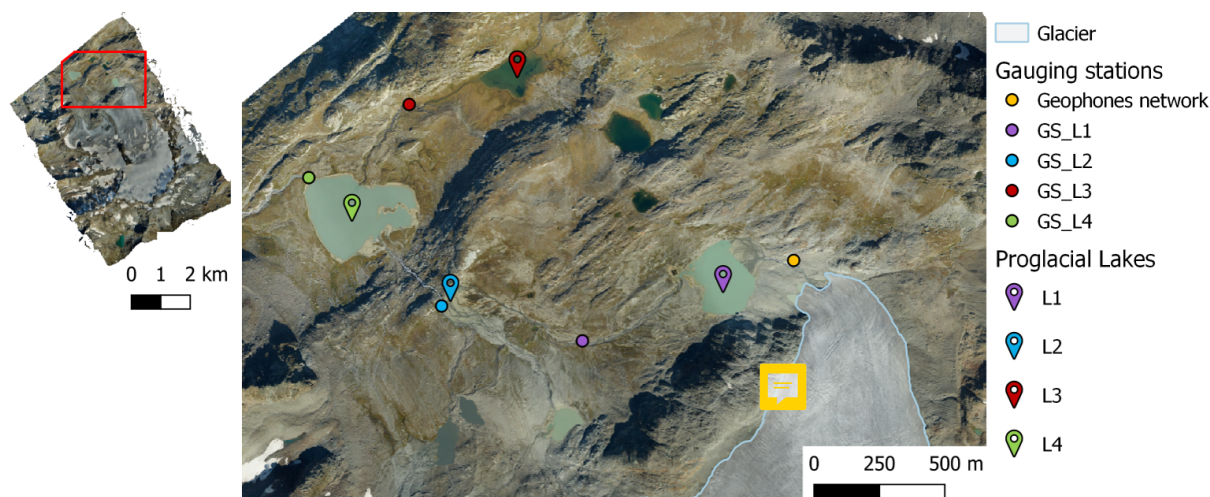 Glacier
Gauging stations
Geophones network
GS_L1
GS_L2
GS_L3
GS_L4
Proglacial Lakes
L1
L2
L3
L4
0 1 2 km
0 250 500 m